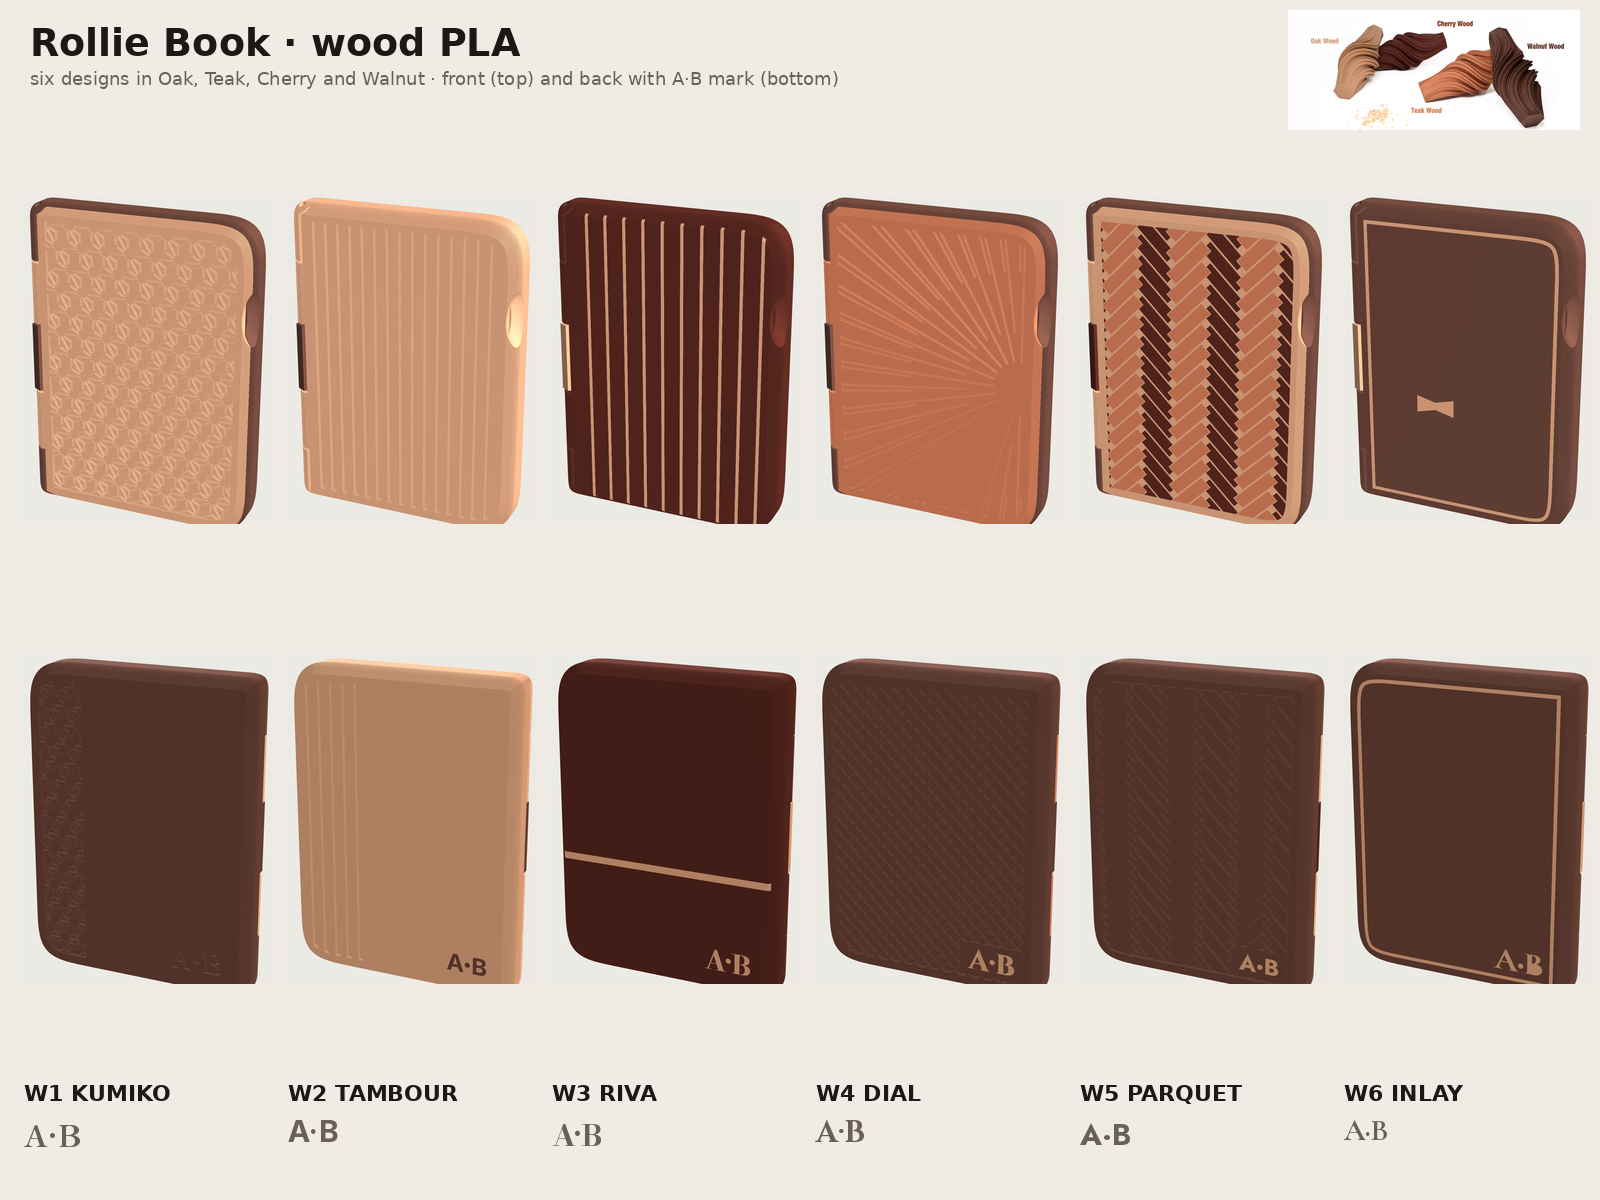 Rollie Book · wood PLA
six designs in Oak, Teak, Cherry and Walnut · front (top) and back with A·B mark (bottom)
Cherry Wood
Oak Wood
Walnut Wood
Teak Wood
A·B
A·B
A·B
A·B
A·B
A·B
W1 KUMIKO
W2 TAMBOUR
W3 RIVA
W4 DIAL
W5 PARQUET
W6 INLAY
A·B
A·B
A·B
A·B
A·B
A·B